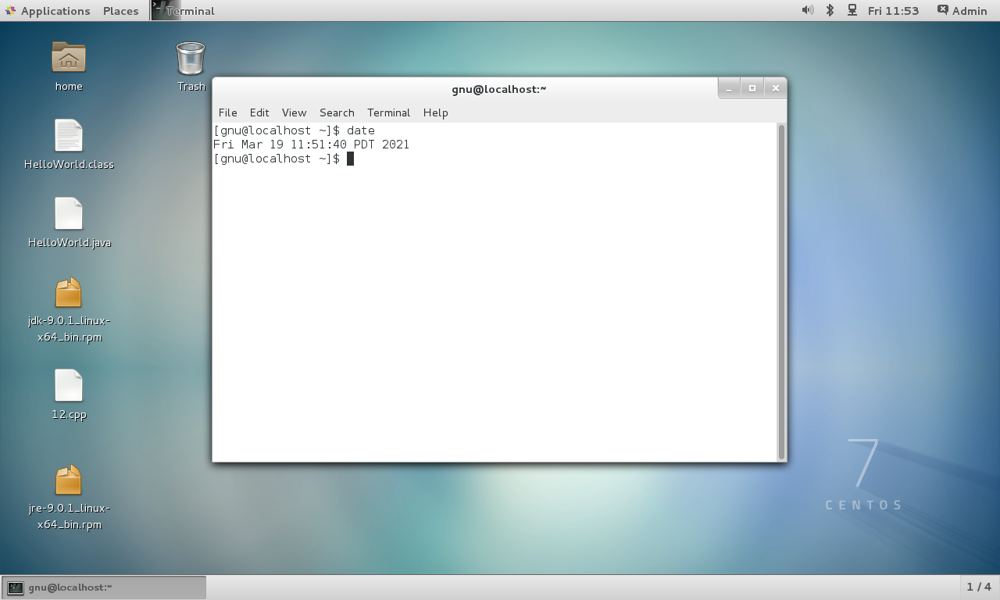 Applications Places Terminal Fri 11:53 Admin
home
Trash
HelloWorld.class
HelloWorld.java
jdk-9.0.1_linux-
x64_bin.rpm
12.cpp
jre-9.0.1_linux-
x64_bin.rpm
gnu@localhost:~
File Edit View Search Terminal Help
[gnu@localhost ~]$ date
Fri Mar 19 11:51:40 PDT 2021
[gnu@localhost ~]$
7
CENTOS
gnu@localhost:~
1 / 4